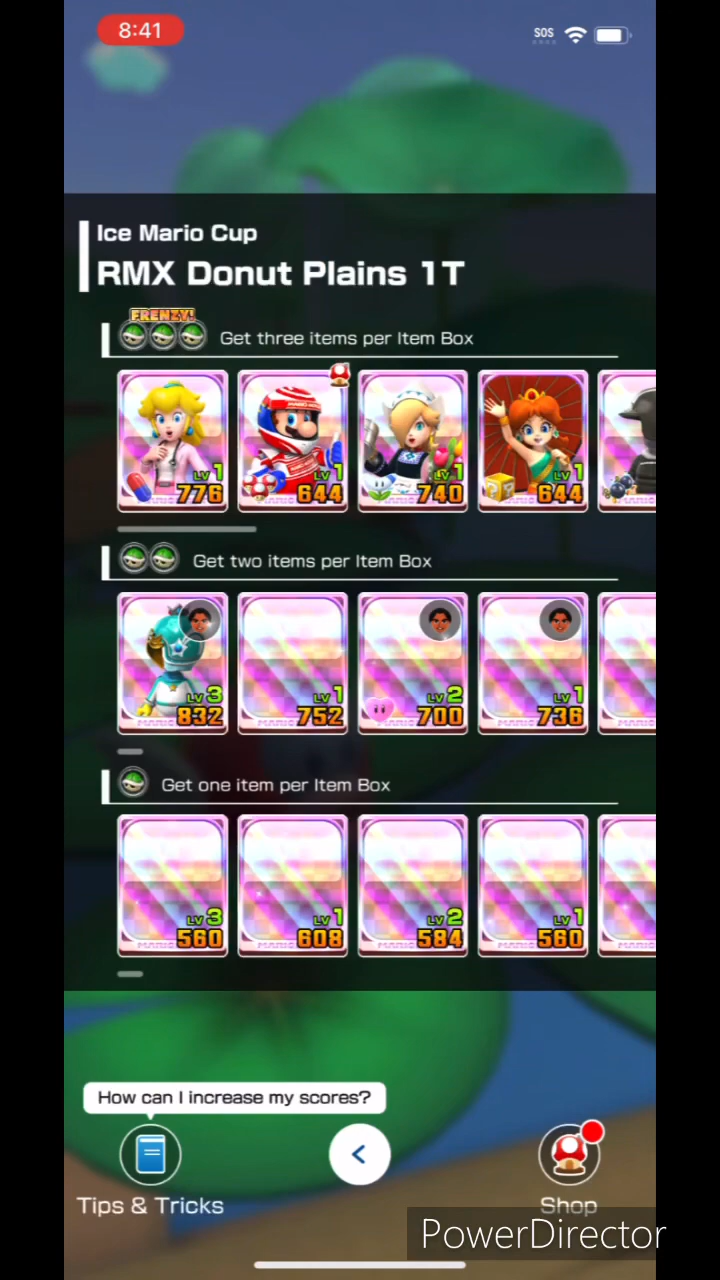 8:41
SOS
Ice Mario Cup
RMX Donut Plains 1T
FRENZY!
Get three items per Item Box
LV 1 LV 1 LV 1 LV 1
776 644 740 644
Get two items per Item Box
LV 3 LV 1 LV 2 LV 1
832 752 700 736
Get one item per Item Box
LV 3 LV 1 LV 2 LV 1
560 608 584 560
How can I increase my scores?
Tips & Tricks
Shop
PowerDirector